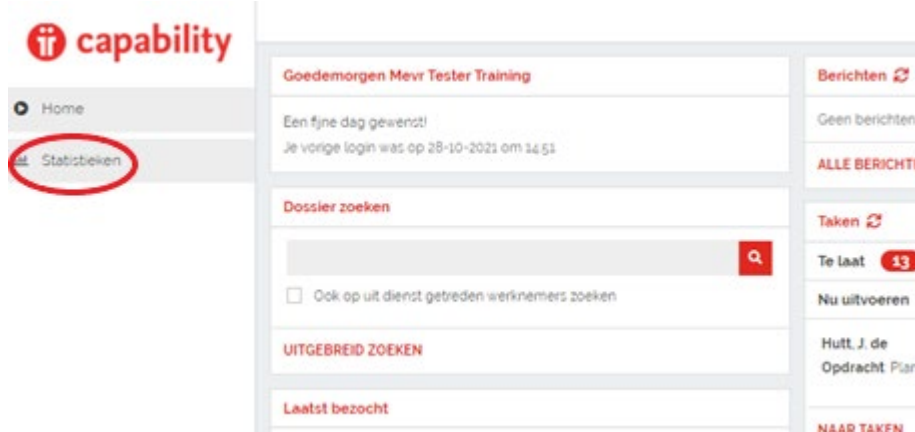 capability
Home
Statistieken
Goedemorgen Mevr Tester Training
Een fijne dag gewenst!
Je vorige login was op 28-10-2021 om 14:51
Dossier zoeken
Ook op uit dienst getreden werknemers zoeken
UITGEBREID ZOEKEN
Laatst bezocht
Berichten
Geen berichten
ALLE BERICHT
Taken
Te laat 13
Nu uitvoeren
Hutt, J. de
Opdracht Plan
NAAR TAKEN